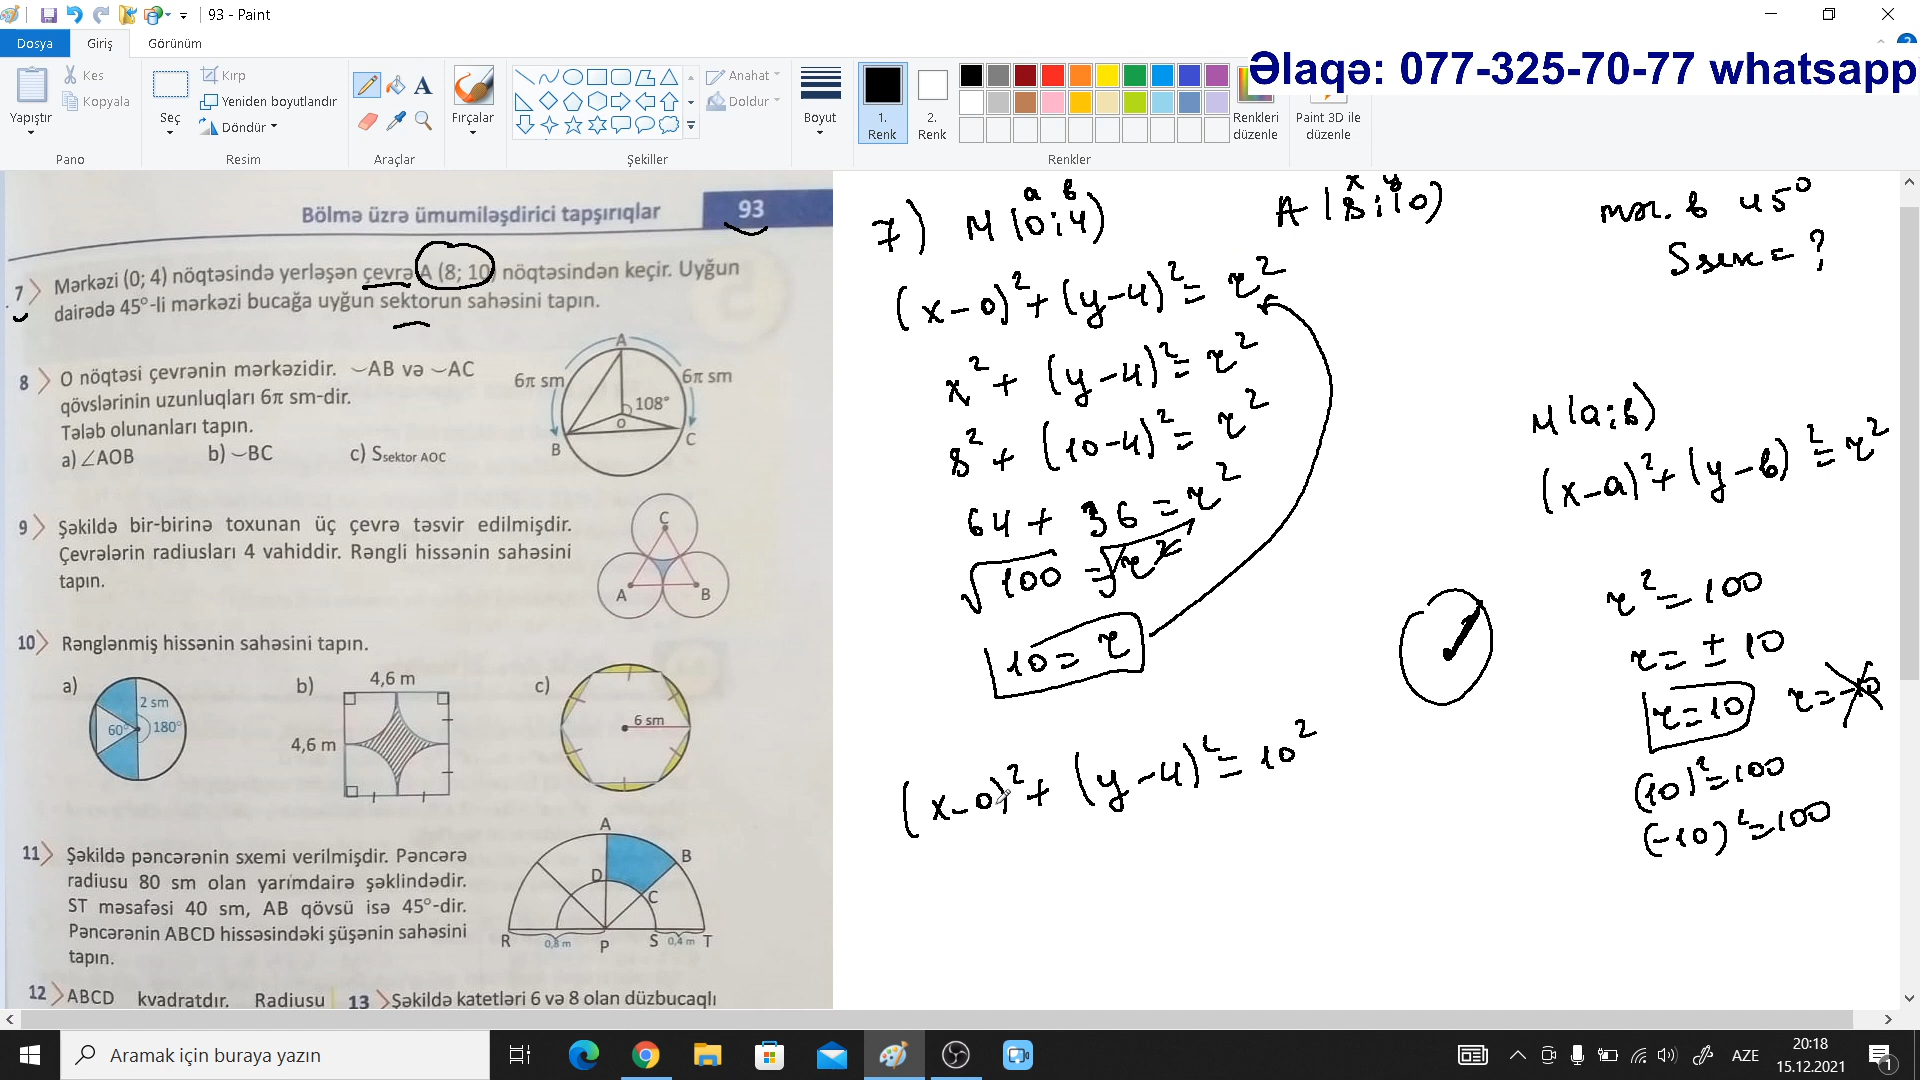 93 - Paint
Dosya Giriş Görünüm
Əlaqə: 077-325-70-77 whatsapp
Yapıştır
Kes
Kopyala
Pano
Seç
Kırp
Yeniden boyutlandır
Döndür
Resim
Araçlar
Fırçalar
Şekiller
Anahat
Doldur
Boyut
1. Renk
2. Renk
Renkler
Renkleri düzenle
Paint 3D ile düzenle
Bölmə üzrə ümumiləşdirici tapşırıqlar 93
7 Mərkəzi (0; 4) nöqtəsində yerləşən çevrə A (8; 10) nöqtəsindən keçir. Uyğun
dairədə 45°-li mərkəzi bucağa uyğun sektorun sahəsini tapın.
8 O nöqtəsi çevrənin mərkəzidir. ⌣AB və ⌣AC
qövslərinin uzunluqları 6π sm-dir.
Tələb olunanları tapın.
a) ∠AOB b) ⌣BC c) Ssektor AOC
A
6π sm 6π sm
108°
O
B C
9 Şəkildə bir-birinə toxunan üç çevrə təsvir edilmişdir.
Çevrələrin radiusları 4 vahiddir. Rəngli hissənin sahəsini
tapın.
C
A B
10 Rənglənmiş hissənin sahəsini tapın.
a) 2 sm 60° 180°
b) 4,6 m 4,6 m
c) 6 sm
11 Şəkildə pəncərənin sxemi verilmişdir. Pəncərə
radiusu 80 sm olan yarımdairə şəklindədir.
ST məsafəsi 40 sm, AB qövsü isə 45°-dir.
Pəncərənin ABCD hissəsindəki şüşənin sahəsini
tapın.
A
B
D
C
R 0,8 m P S 0,4 m T
12 ABCD kvadratdır. Radiusu
13 Şəkildə katetləri 6 və 8 olan düzbucaqlı
a b
7) M(0;4)
x y
A(8;10)
mər. b 45°
Ssek = ?
(x-0)²+(y-4)²=r²
x²+(y-4)²=r²
8²+(10-4)²=r²
64+36=r²
√100=√r²
10=r
(x-0)²+(y-4)²=10²
M(a;b)
(x-a)²+(y-b)²=r²
r²=100
r=±10
r=10 r=-10
(10)²=100
(-10)²=100
Aramak için buraya yazın
AZE
20:18
15.12.2021
1